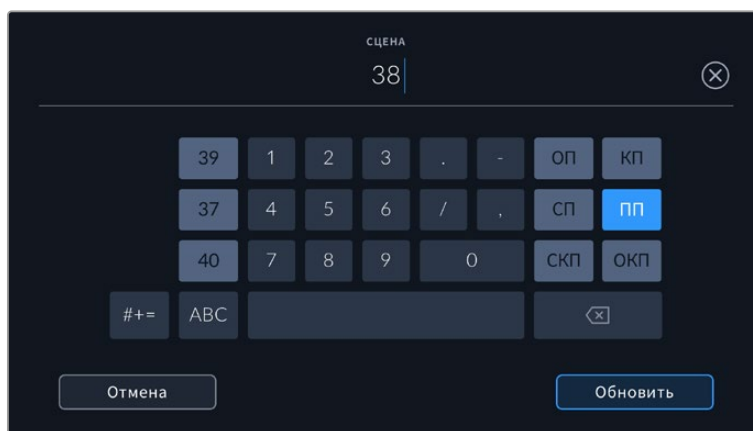 СЦЕНА
38
39 1 2 3 . - ОП КП
37 4 5 6 / , СП ПП
40 7 8 9 0 СКП ОКП
#+= ABC
Отмена Обновить